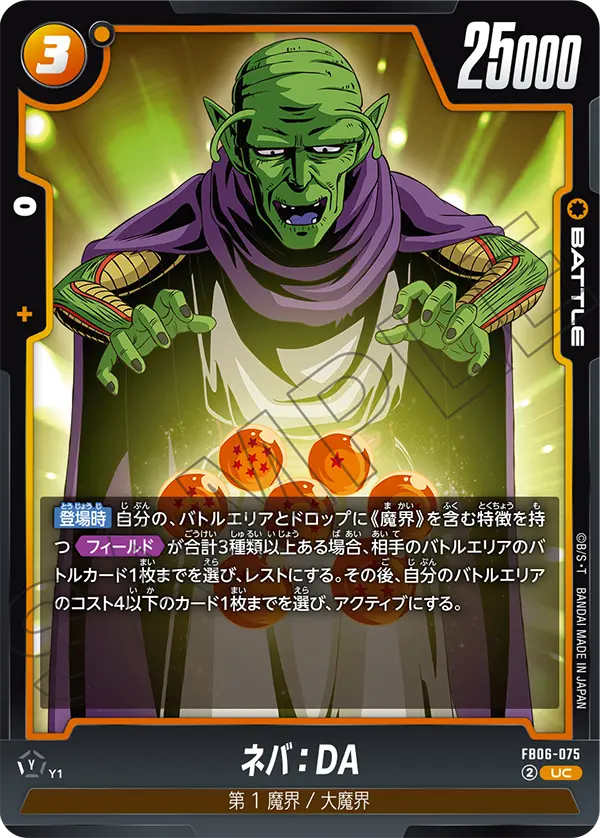 3
25000
0
+
BATTLE
SAMPLE
登場時 自分の、バトルエリアとドロップに《魔界》を含む特徴を持
つ フィールド が合計3種類以上ある場合、相手のバトルエリアのバ
トルカード1枚までを選び、レストにする。その後、自分のバトルエリア
のコスト4以下のカード1枚までを選び、アクティブにする。
©B/S・T BANDAI MADE IN JAPAN
Y Y1
ネバ：DA
FB06-075
2 UC
第 1 魔界 / 大魔界